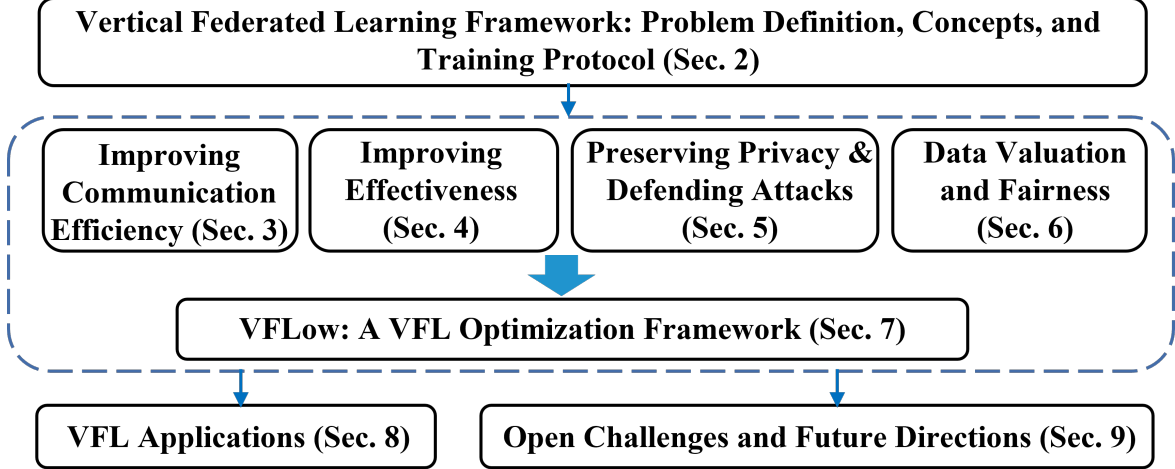 Vertical Federated Learning Framework: Problem Definition, Concepts, and
Training Protocol (Sec. 2)
Improving
Communication
Efficiency (Sec. 3)
Improving
Effectiveness
(Sec. 4)
Preserving Privacy &
Defending Attacks
(Sec. 5)
Data Valuation
and Fairness
(Sec. 6)
VFLow: A VFL Optimization Framework (Sec. 7)
VFL Applications (Sec. 8)
Open Challenges and Future Directions (Sec. 9)